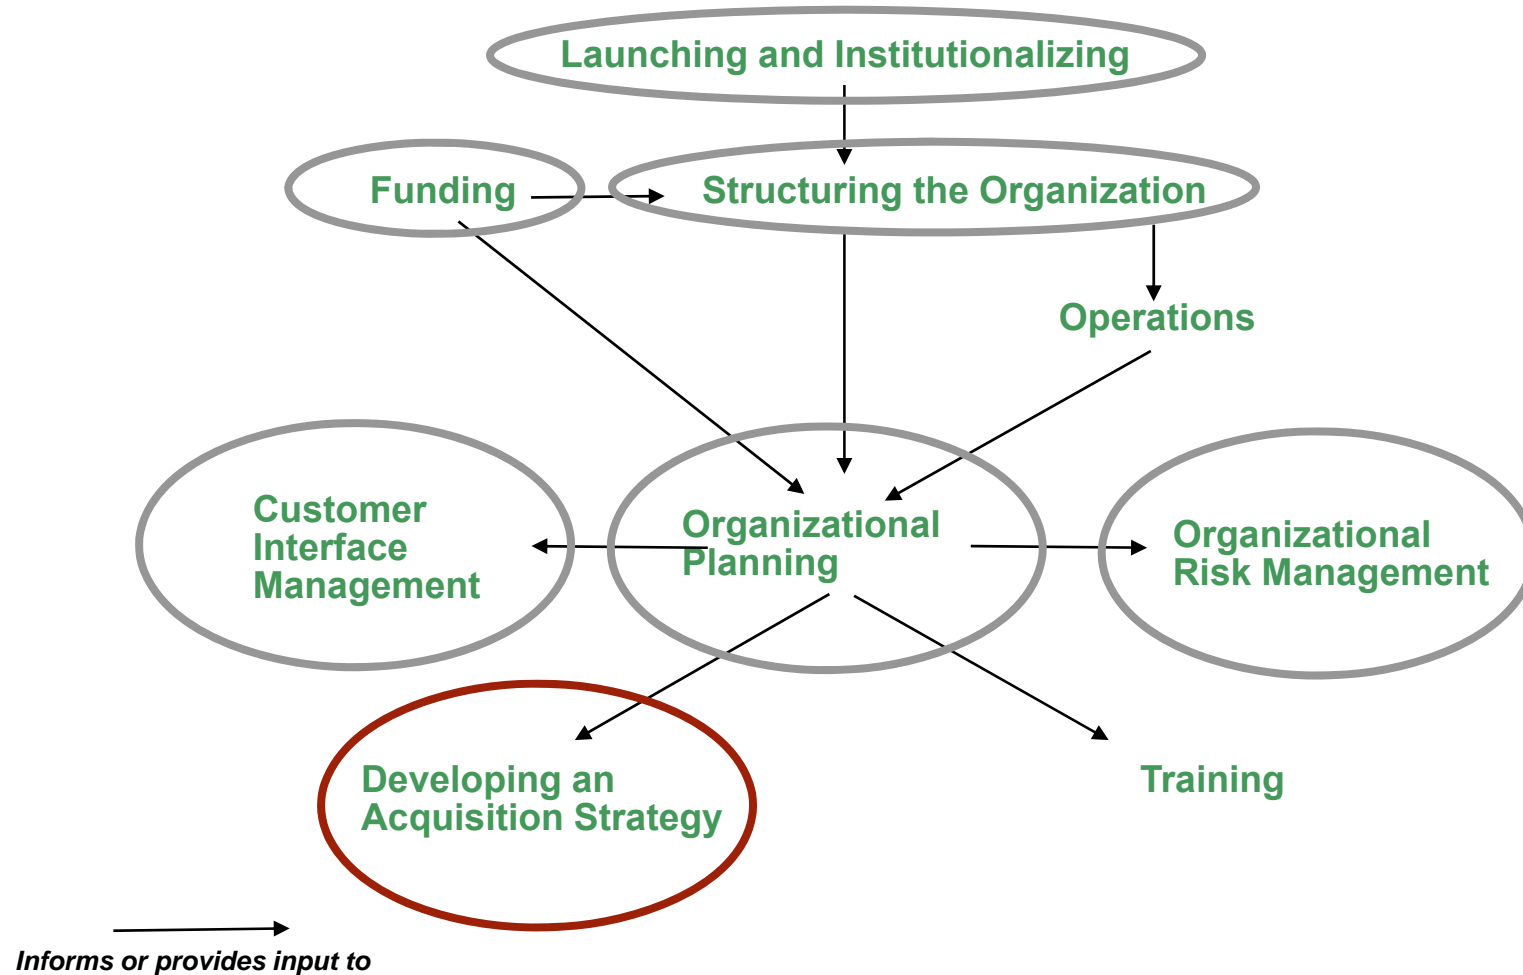 Launching and Institutionalizing
Funding
Structuring the Organization
Operations
Customer
Interface
Management
Organizational
Planning
Organizational
Risk Management
Developing an
Acquisition Strategy
Training
Informs or provides input to